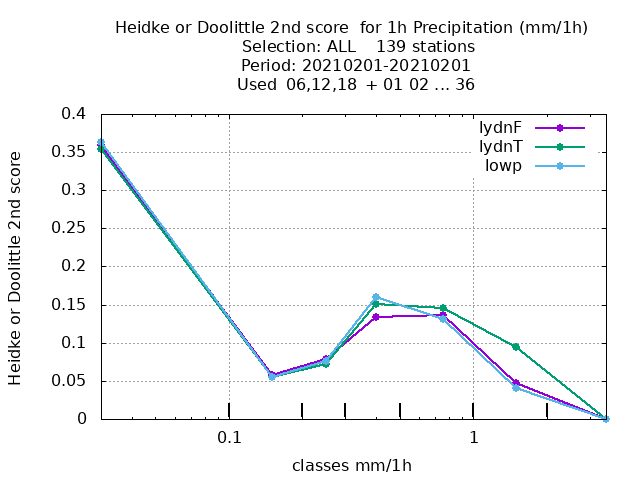 Heidke or Doolittle 2nd score  for 1h Precipitation (mm/1h)
Selection: ALL    139 stations
Period: 20210201-20210201
Used  06,12,18  + 01 02 ... 36
Heidke or Doolittle 2nd score
0.4
0.35
0.3
0.25
0.2
0.15
0.1
0.05
0
lydnF
lydnT
lowp
0.1
1
classes mm/1h